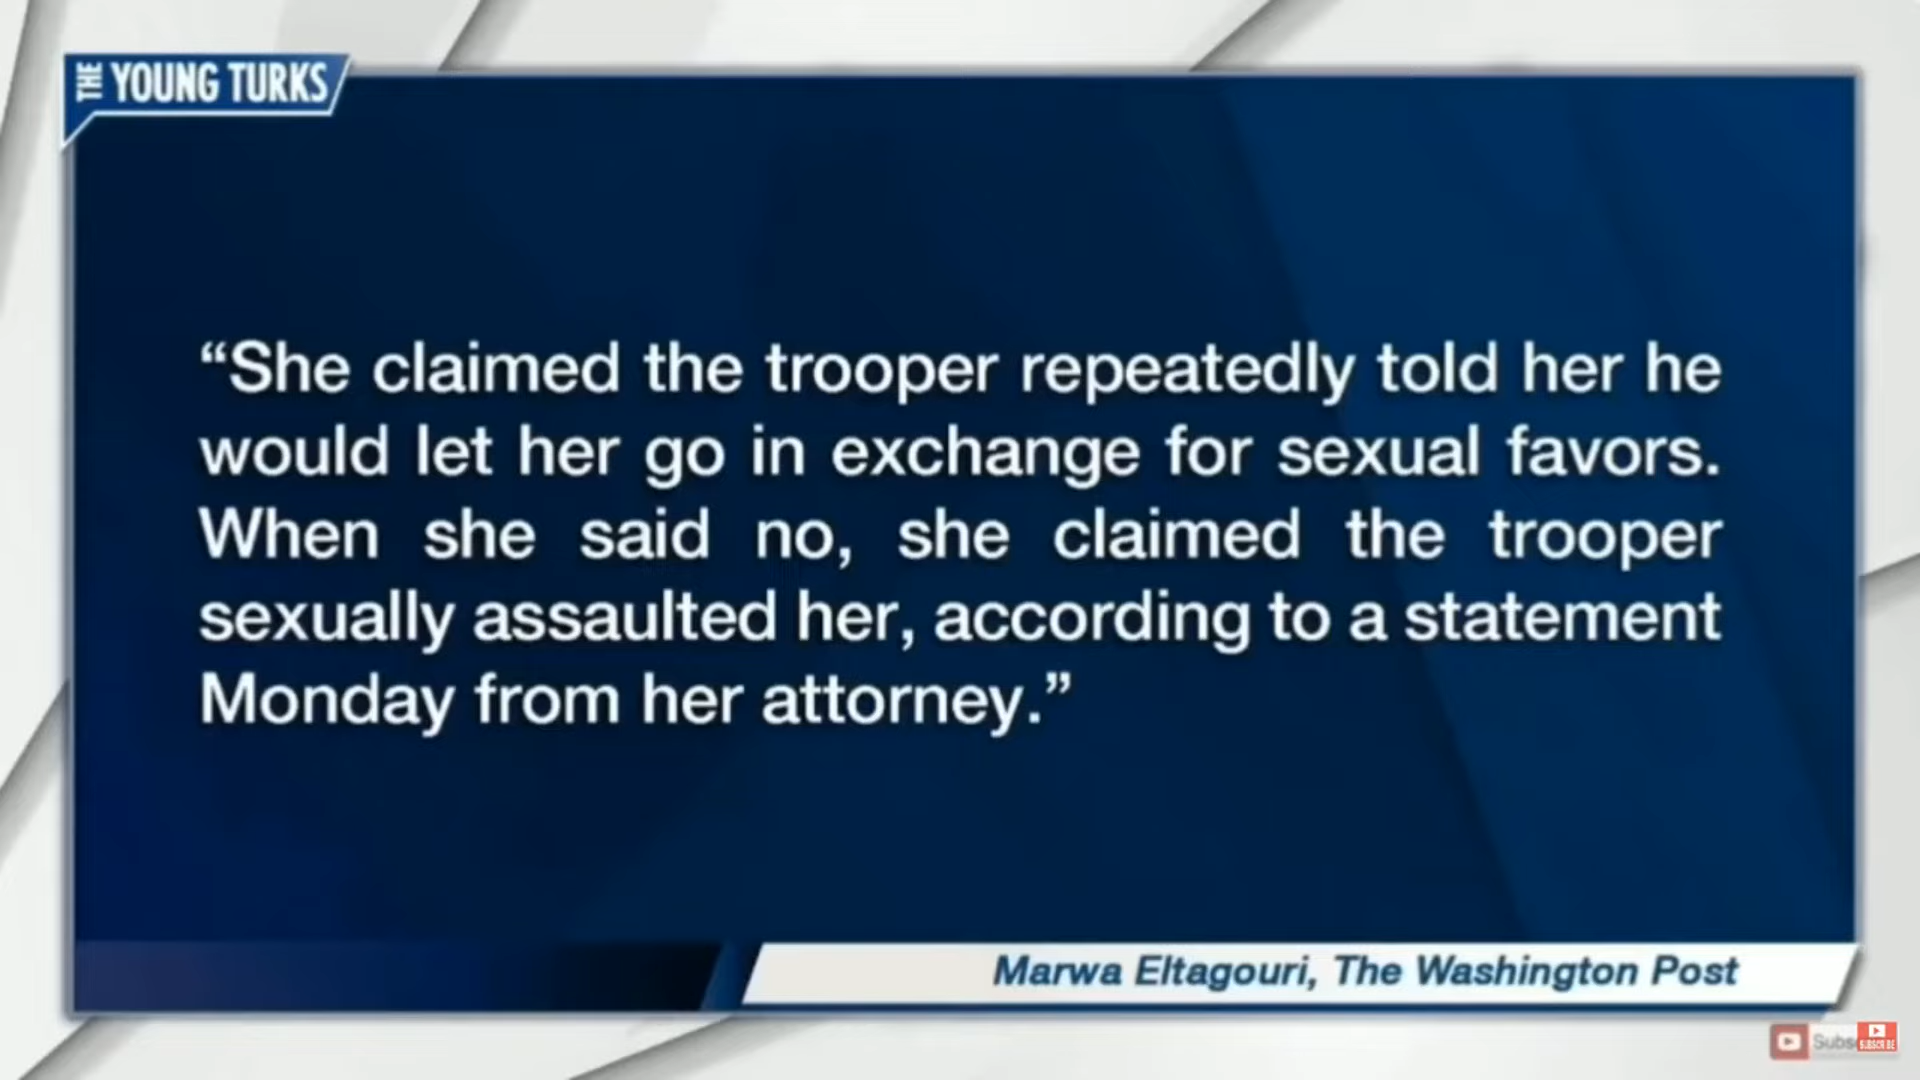 THE YOUNG TURKS
“She claimed the trooper repeatedly told her he
would let her go in exchange for sexual favors.
When she said no, she claimed the trooper
sexually assaulted her, according to a statement
Monday from her attorney.”
Marwa Eltagouri, The Washington Post
SUBSCRIBE